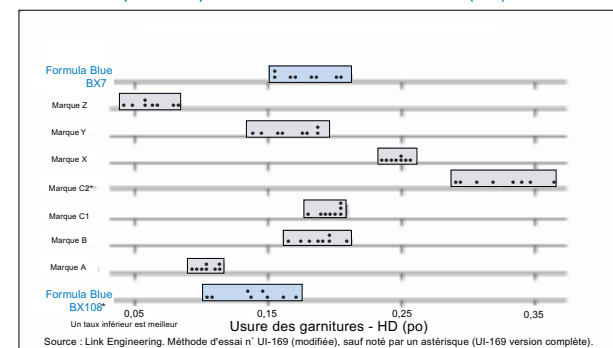 Formula Blue
BX7
Marque Z
Marque Y
Marque X
Marque C2*
Marque C1
Marque B
Marque A
Formula Blue
BX108*
0,05 0,15 0,25 0,35
Un taux inférieur est meilleur
Usure des garnitures - HD (po)
Source : Link Engineering. Méthode d'essai n° UI-169 (modifiée), sauf noté par un astérisque (UI-169 version complète).